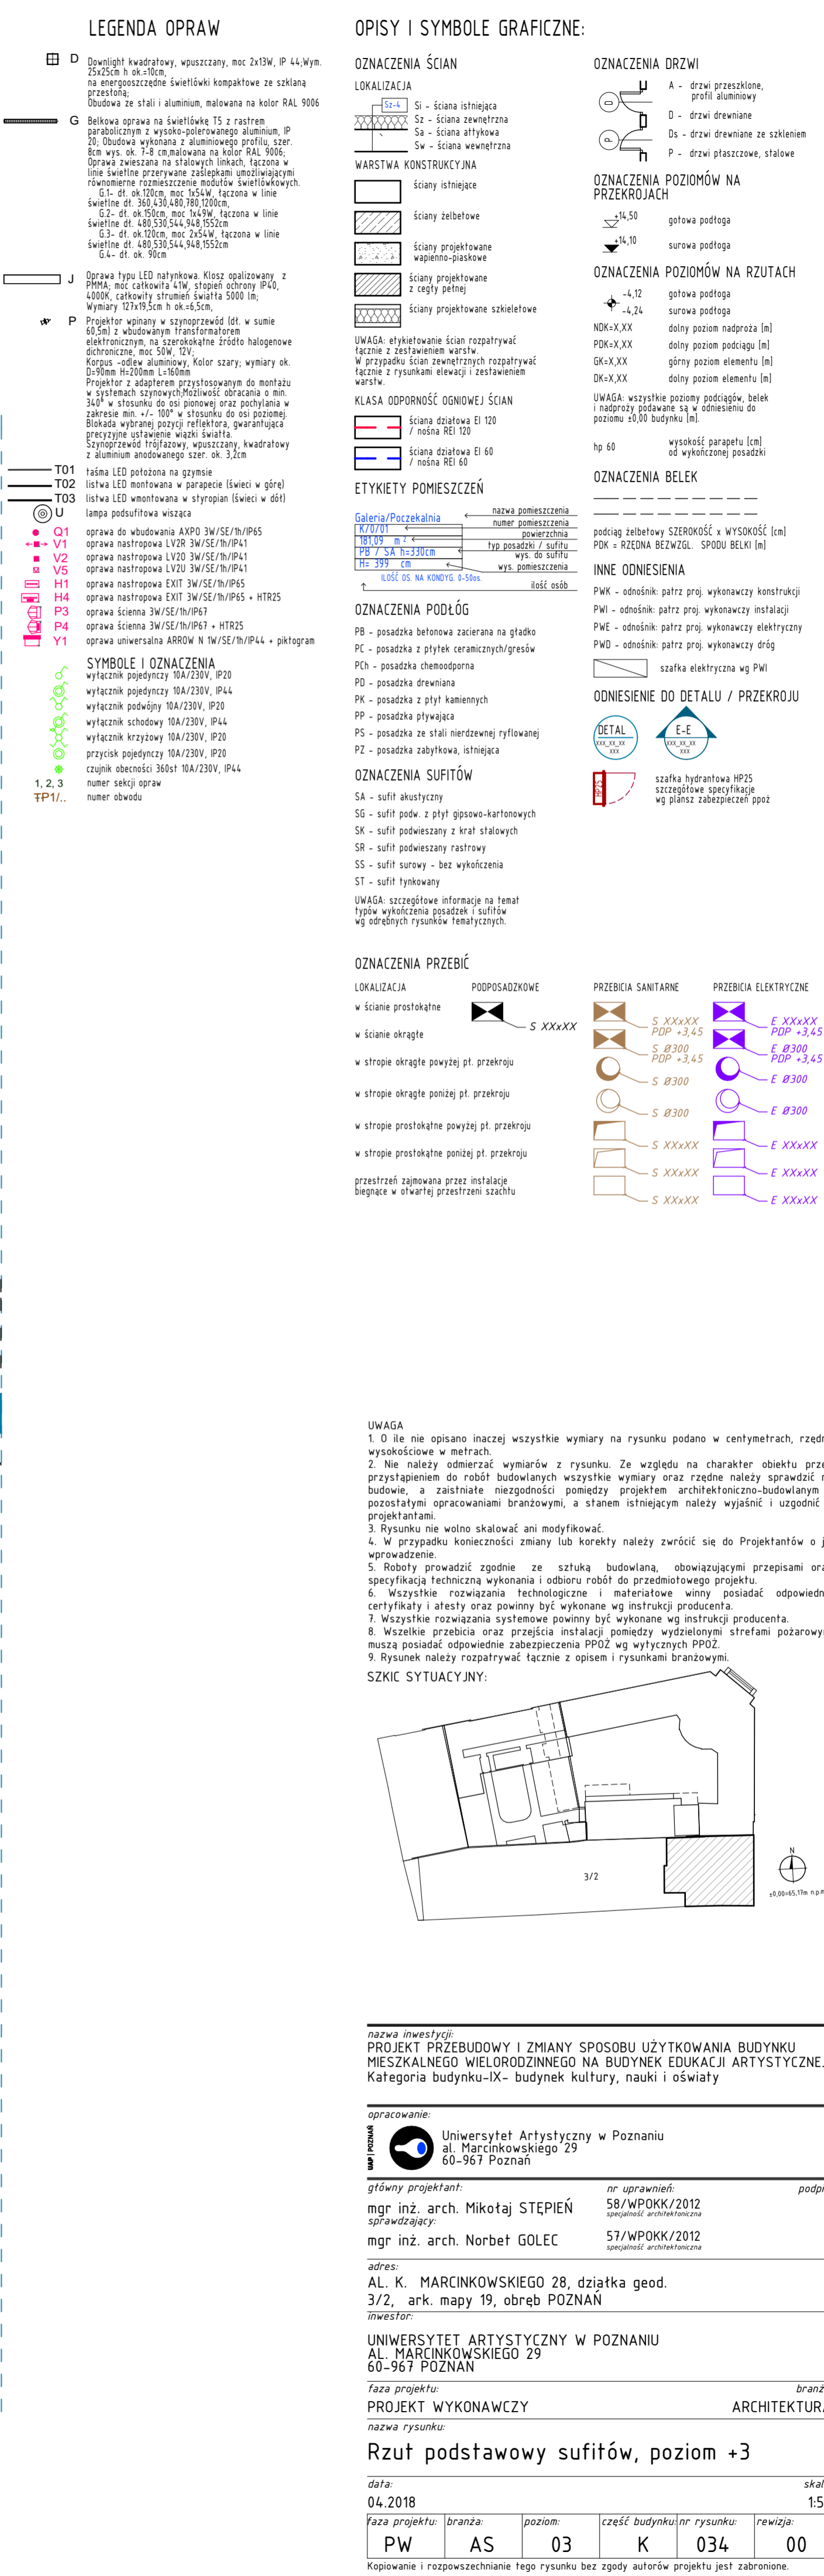 LEGENDA OPRAW
D
Downlight kwadratowy, wpuszczany, moc 2x13W, IP 44;Wym.
25x25cm h ok.=10cm,
na energooszczędne świetlówki kompaktowe ze szklaną
przesłoną;
Obudowa ze stali i aluminium, malowana na kolor RAL 9006
G
Belkowa oprawa na świetlówkę T5 z rastrem
parabolicznym z wysoko-polerowanego aluminium, IP
20; Obudowa wykonana z aluminiowego profilu, szer.
8cm wys. ok. 7-8 cm,malowana na kolor RAL 9006;
Oprawa zwieszana na stalowych linkach, łączona w
linie świetlne przerywane zaślepkami umożliwiającymi
równomierne rozmieszczenie modułów świetlówkowych.
G.1- dł. ok.120cm, moc 1x54W, łączona w linie
świetlne dł. 360,430,480,780,1200cm,
G.2- dł. ok.150cm, moc 1x49W, łączona w linie
świetlne dł. 480,530,544,948,1552cm
G.3- dł. ok.120cm, moc 2x54W, łączona w linie
świetlne dł. 480,530,544,948,1552cm
G.4- dł. ok. 90cm
J
Oprawa typu LED natynkowa. Klosz opalizowany z
PMMA; moc całkowita 41W, stopień ochrony IP40,
4000K, całkowity strumień światła 5000 lm;
Wymiary 127x19,5cm h ok.=6,5cm,
P
Projektor wpinany w szynoprzewód (dł. w sumie
60,5m) z wbudowanym transformatorem
elektronicznym, na szerokokątne źródło halogenowe
dichroiczne, moc 50W, 12V;
Korpus -odlew aluminiowy, Kolor szary; wymiary ok.
D=90mm H=200mm L=160mm
Projektor z adapterem przystosowanym do montażu
w systemach szynowych;Możliwość obracania o min.
340° w stosunku do osi pionowej oraz pochylania w
zakresie min. +/- 100° w stosunku do osi poziomej.
Blokada wybranej pozycji reflektora, gwarantująca
precyzyjne ustawienie wiązki światła.
Szynoprzewód trójfazowy, wpuszczany, kwadratowy
z aluminium anodowanego szer. ok. 3,2cm
T01 taśma LED położona na gzymsie
T02 listwa LED montowana w parapecie (świeci w górę)
T03 listwa LED wmontowana w styropian (świeci w dół)
U lampa podsufitowa wisząca
Q1 oprawa do wbudowania AXPO 3W/SE/1h/IP65
V1 oprawa nastropowa LV2R 3W/SE/1h/IP41
V2 oprawa nastropowa LV2O 3W/SE/1h/IP41
V5 oprawa nastropowa LV2U 3W/SE/1h/IP41
H1 oprawa nastropowa EXIT 3W/SE/1h/IP65
H4 oprawa nastropowa EXIT 3W/SE/1h/IP65 + HTR25
P3 oprawa ścienna 3W/SE/1h/IP67
P4 oprawa ścienna 3W/SE/1h/IP67 + HTR25
Y1 oprawa uniwersalna ARROW N 1W/SE/1h/IP44 + piktogram
SYMBOLE I OZNACZENIA
wyłącznik pojedynczy 10A/230V, IP20
wyłącznik pojedynczy 10A/230V, IP44
wyłącznik podwójny 10A/230V, IP20
wyłącznik schodowy 10A/230V, IP44
wyłącznik krzyżowy 10A/230V, IP20
przycisk pojedynczy 10A/230V, IP20
czujnik obecności 360st 10A/230V, IP44
1, 2, 3 numer sekcji opraw
TP1/.. numer obwodu
OPISY I SYMBOLE GRAFICZNE:
OZNACZENIA ŚCIAN
LOKALIZACJA
Sz-4
Si - ściana istniejąca
Sz - ściana zewnętrzna
Sa - ściana attykowa
Sw - ściana wewnętrzna
WARSTWA KONSTRUKCYJNA
ściany istniejące
ściany żelbetowe
ściany projektowane
wapienno-piaskowe
ściany projektowane
z cegły pełnej
ściany projektowane szkieletowe
UWAGA: etykietowanie ścian rozpatrywać
łącznie z zestawieniem warstw.
W przypadku ścian zewnętrznych rozpatrywać
łącznie z rysunkami elewacji i zestawieniem
warstw.
KLASA ODPORNOŚĆ OGNIOWEJ ŚCIAN
ściana działowa EI 120
/ nośna REI 120
ściana działowa EI 60
/ nośna REI 60
ETYKIETY POMIESZCZEŃ
Galeria/Poczekalnia
K/0/01
181,09 m²
PB / SA h=330cm
H= 399 cm
ILOŚĆ OS. NA KONDYG. 0-50os.
nazwa pomieszczenia
numer pomieszczenia
powierzchnia
typ posadzki / sufitu
wys. do sufitu
wys. pomieszczenia
ilość osób
OZNACZENIA PODŁÓG
PB - posadzka betonowa zacierana na gładko
PC - posadzka z płytek ceramicznych/gresów
PCh - posadzka chemoodporna
PD - posadzka drewniana
PK - posadzka z płyt kamiennych
PP - posadzka pływająca
PS - posadzka ze stali nierdzewnej ryflowanej
PZ - posadzka zabytkowa, istniejąca
OZNACZENIA SUFITÓW
SA - sufit akustyczny
SG - sufit podw. z płyt gipsowo-kartonowych
SK - sufit podwieszany z krat stalowych
SR - sufit podwieszany rastrowy
SS - sufit surowy - bez wykończenia
ST - sufit tynkowany
UWAGA: szczegółowe informacje na temat
typów wykończenia posadzek i sufitów
wg odrębnych rysunków tematycznych.
OZNACZENIA DRZWI
D
P
A - drzwi przeszklone,
profil aluminiowy
D - drzwi drewniane
Ds - drzwi drewniane ze szkleniem
P - drzwi płaszczowe, stalowe
OZNACZENIA POZIOMÓW NA
PRZEKROJACH
+14,50 gotowa podłoga
+14,10 surowa podłoga
OZNACZENIA POZIOMÓW NA RZUTACH
-4,12 gotowa podłoga
-4,24 surowa podłoga
NDK=X,XX dolny poziom nadproża [m]
PDK=X,XX dolny poziom podciągu [m]
GK=X,XX górny poziom elementu [m]
DK=X,XX dolny poziom elementu [m]
UWAGA: wszystkie poziomy podciągów, belek
i nadproży podawane są w odniesieniu do
poziomu ±0,00 budynku [m].
hp 60 wysokość parapetu [cm]
od wykończonej posadzki
OZNACZENIA BELEK
podciąg żelbetowy SZEROKOŚĆ x WYSOKOŚĆ [cm]
PDK = RZĘDNA BEZWZGL. SPODU BELKI [m]
INNE ODNIESIENIA
PWK - odnośnik: patrz proj. wykonawczy konstrukcji
PWI - odnośnik: patrz proj. wykonawczy instalacji
PWE - odnośnik: patrz proj. wykonawczy elektryczny
PWD - odnośnik: patrz proj. wykonawczy dróg
szafka elektryczna wg PWI
ODNIESIENIE DO DETALU / PRZEKROJU
DETAL
XXX_XX_XX
XXX
E-E
XXX_XX_XX
XXX
HP25
szafka hydrantowa HP25
szczegółowe specyfikacje
wg plansz zabezpieczeń ppoż
OZNACZENIA PRZEBIĆ
LOKALIZACJA PODPOSADZKOWE PRZEBICIA SANITARNE PRZEBICIA ELEKTRYCZNE
w ścianie prostokątne S XXxXX S XXxXX PDP +3,45 E XXxXX PDP +3,45
w ścianie okrągłe S Ø300 PDP +3,45 E Ø300 PDP +3,45
w stropie okrągłe powyżej pł. przekroju S Ø300 E Ø300
w stropie okrągłe poniżej pł. przekroju S Ø300 E Ø300
w stropie prostokątne powyżej pł. przekroju S XXxXX E XXxXX
w stropie prostokątne poniżej pł. przekroju S XXxXX E XXxXX
przestrzeń zajmowana przez instalacje
biegnące w otwartej przestrzeni szachtu S XXxXX E XXxXX
UWAGA
1. O ile nie opisano inaczej wszystkie wymiary na rysunku podano w centymetrach,
wysokościowe w metrach.
2. Nie należy odmierzać wymiarów z rysunku. Ze względu na charakter obiektu
przystąpieniem do robót budowlanych wszystkie wymiary oraz rzędne należy sprawdzić
budowie, a zaistniałe niezgodności pomiędzy projektem architektoniczno-budowlanym
pozostałymi opracowaniami branżowymi, a stanem istniejącym należy wyjaśnić i uzgodnić
projektantami.
3. Rysunku nie wolno skalować ani modyfikować.
4. W przypadku konieczności zmiany lub korekty należy zwrócić się do Projektantów o
wprowadzenie.
5. Roboty prowadzić zgodnie ze sztuką budowlaną, obowiązującymi przepisami
specyfikacją techniczną wykonania i odbioru robót do przedmiotowego projektu.
6. Wszystkie rozwiązania technologiczne i materiałowe winny posiadać
certyfikaty i atesty oraz powinny być wykonane wg instrukcji producenta.
7. Wszystkie rozwiązania systemowe powinny być wykonane wg instrukcji producenta.
8. Wszelkie przebicia oraz przejścia instalacji pomiędzy wydzielonymi strefami
muszą posiadać odpowiednie zabezpieczenia PPOŻ wg wytycznych PPOŻ.
9. Rysunek należy rozpatrywać łącznie z opisem i rysunkami branżowymi.
SZKIC SYTUACYJNY:
3/2
N
±0,00=65,17m n.p.m
nazwa inwestycji:
PROJEKT PRZEBUDOWY I ZMIANY SPOSOBU UŻYTKOWANIA BUDYNKU
MIESZKALNEGO WIELORODZINNEGO NA BUDYNEK EDUKACJI ARTYSTYCZNEJ
Kategoria budynku-IX- budynek kultury, nauki i oświaty
opracowanie:
UAP | POZNAŃ
Uniwersytet Artystyczny w Poznaniu
al. Marcinkowskiego 29
60-967 Poznań
główny projektant: nr uprawnień:
mgr inż. arch. Mikołaj STĘPIEŃ 58/WPOKK/2012
specjalność architektoniczna
sprawdzający:
mgr inż. arch. Norbet GOLEC 57/WPOKK/2012
specjalność architektoniczna
adres:
AL. K. MARCINKOWSKIEGO 28, działka geod.
3/2, ark. mapy 19, obręb POZNAŃ
inwestor:
UNIWERSYTET ARTYSTYCZNY W POZNANIU
AL. MARCINKOWSKIEGO 29
60-967 POZNAŃ
faza projektu:
PROJEKT WYKONAWCZY ARCHITEKTURA
nazwa rysunku:
Rzut podstawowy sufitów, poziom +3
data:
04.2018
faza projektu: branża: poziom: część budynku: nr rysunku: rewizja:
PW AS 03 K 034 00
Kopiowanie i rozpowszechnianie tego rysunku bez zgody autorów projektu jest zabronione.